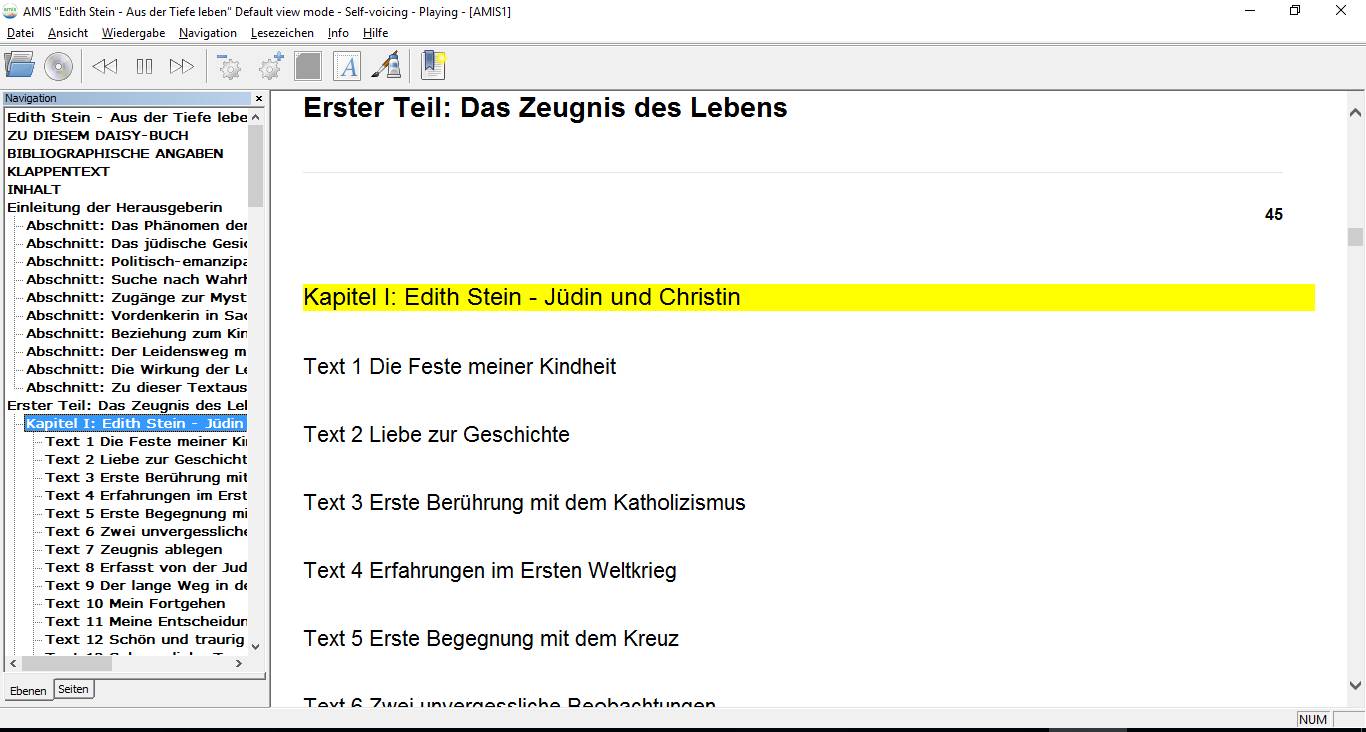 AMIS "Edith Stein - Aus der Tiefe leben" Default view mode - Self-voicing - Playing - [AMIS1]
Datei Ansicht Wiedergabe Navigation Lesezeichen Info Hilfe
Navigation
Edith Stein - Aus der Tiefe lebe
ZU DIESEM DAISY-BUCH
BIBLIOGRAPHISCHE ANGABEN
KLAPPENTEXT
INHALT
Einleitung der Herausgeberin
Abschnitt: Das Phänomen der
Abschnitt: Das jüdische Gesic
Abschnitt: Politisch-emanzipa
Abschnitt: Suche nach Wahrh
Abschnitt: Zugänge zur Myst
Abschnitt: Vordenkerin in Sac
Abschnitt: Beziehung zum Kin
Abschnitt: Der Leidensweg m
Abschnitt: Die Wirkung der Le
Abschnitt: Zu dieser Textaus
Erster Teil: Das Zeugnis des Lel
Kapitel I: Edith Stein - Jüdin
Text 1 Die Feste meiner Ki
Text 2 Liebe zur Geschicht
Text 3 Erste Berührung mit
Text 4 Erfahrungen im Erst
Text 5 Erste Begegnung mi
Text 6 Zwei unvergessliche
Text 7 Zeugnis ablegen
Text 8 Erfasst von der Jud
Text 9 Der lange Weg in de
Text 10 Mein Fortgehen
Text 11 Meine Entscheidun
Text 12 Schön und traurig
Ebenen Seiten
Erster Teil: Das Zeugnis des Lebens
45
Kapitel I: Edith Stein - Jüdin und Christin
Text 1 Die Feste meiner Kindheit
Text 2 Liebe zur Geschichte
Text 3 Erste Berührung mit dem Katholizismus
Text 4 Erfahrungen im Ersten Weltkrieg
Text 5 Erste Begegnung mit dem Kreuz
Text 6 Zwei unvergessliche Beobachtungen
NUM